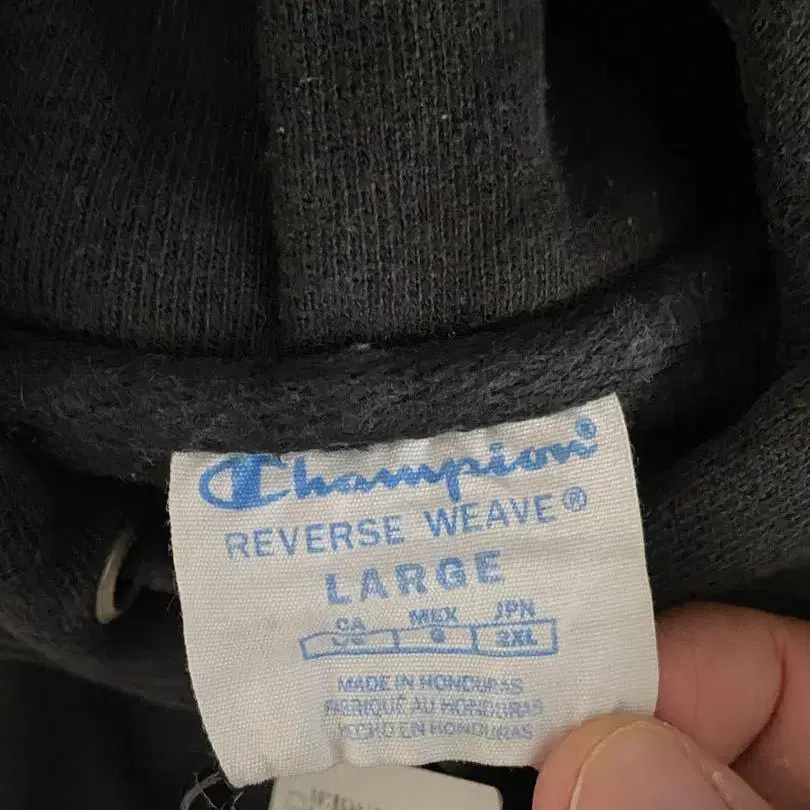 Champion®
REVERSE WEAVE®
LARGE
CA MEX JPN
G 2XL
MADE IN HONDURAS
FABRIQUÉ AU HONDURAS
HECHO EN HONDURAS